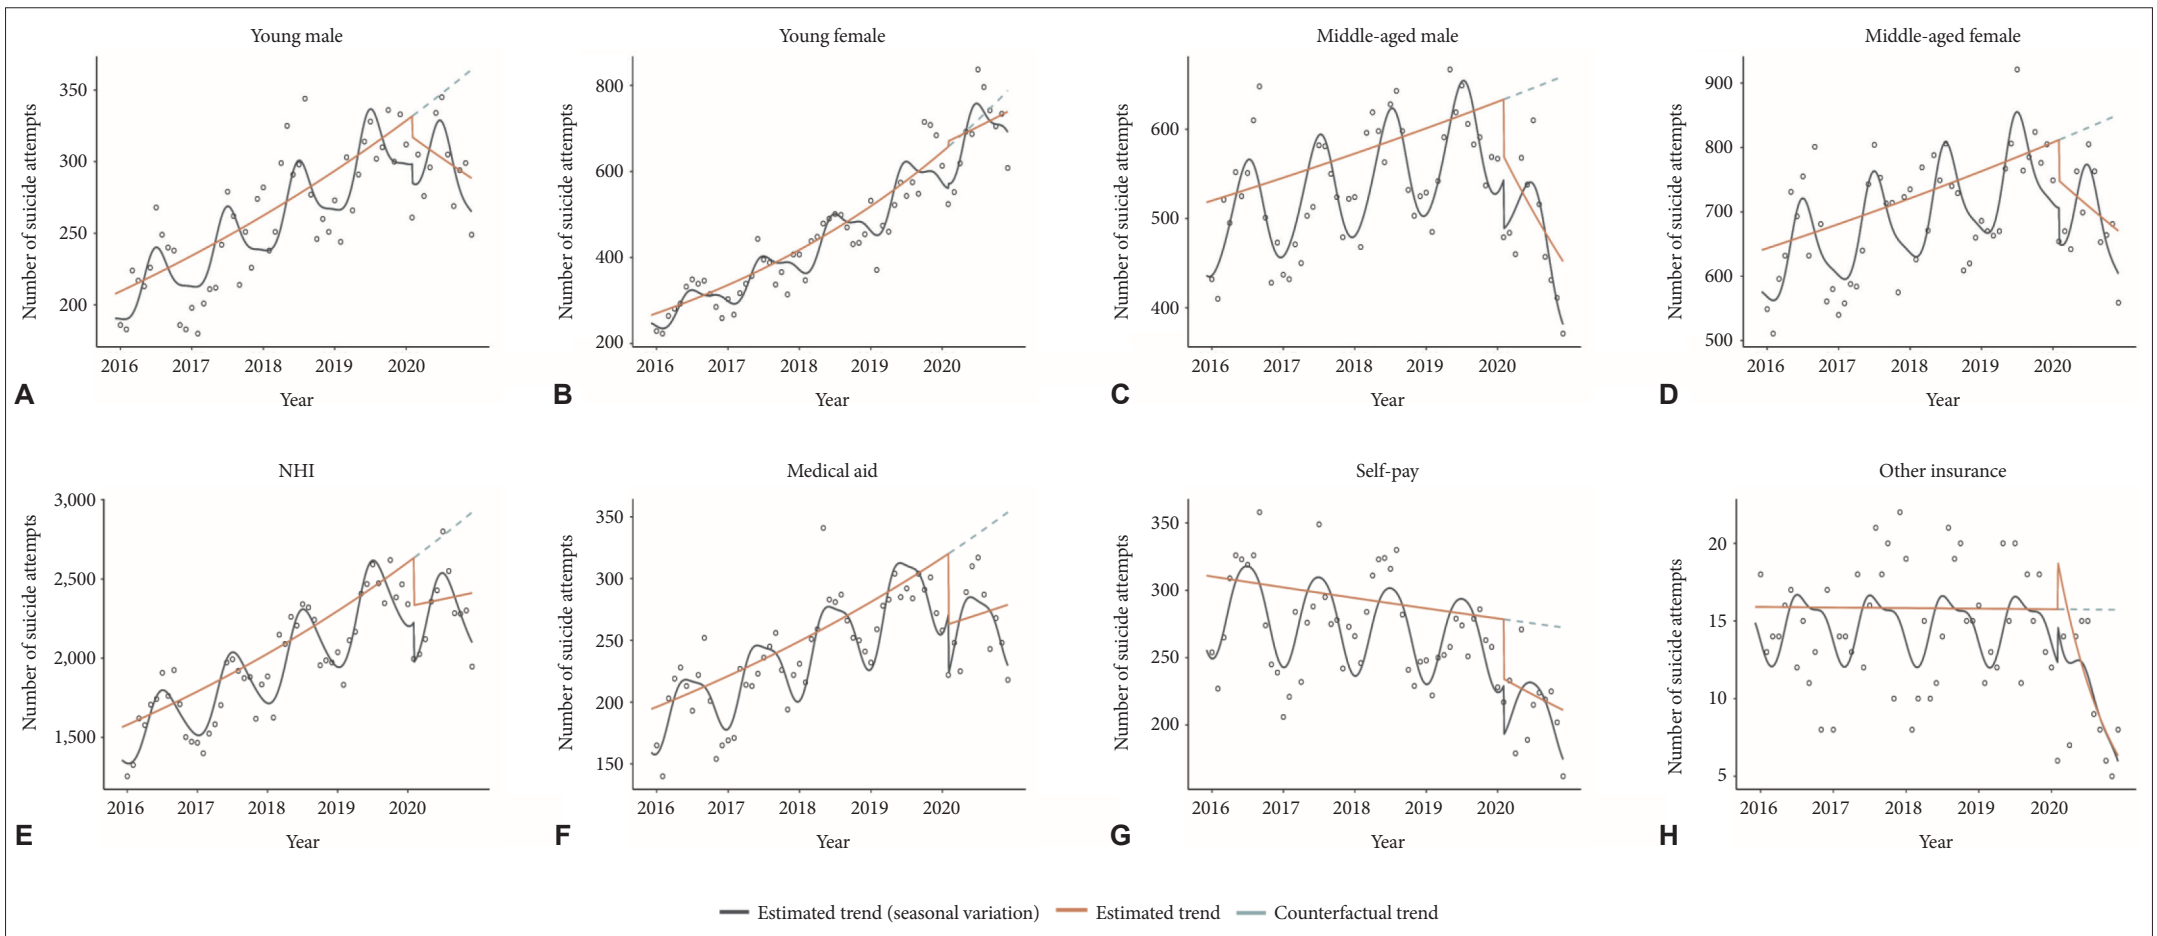 Young male
Young female
Middle-aged male
Middle-aged female
Number of suicide attempts
350
300
250
200
2016 2017 2018 2019 2020
Year
A
Number of suicide attempts
800
600
400
200
2016 2017 2018 2019 2020
Year
B
Number of suicide attempts
600
500
400
2016 2017 2018 2019 2020
Year
C
Number of suicide attempts
900
800
700
600
500
2016 2017 2018 2019 2020
Year
D
NHI
Medical aid
Self-pay
Other insurance
Number of suicide attempts
3,000
2,500
2,000
1,500
2016 2017 2018 2019 2020
Year
E
Number of suicide attempts
350
300
250
200
150
2016 2017 2018 2019 2020
Year
F
Number of suicide attempts
350
300
250
200
2016 2017 2018 2019 2020
Year
G
Number of suicide attempts
20
15
10
5
2016 2017 2018 2019 2020
Year
H
Estimated trend (seasonal variation) Estimated trend Counterfactual trend